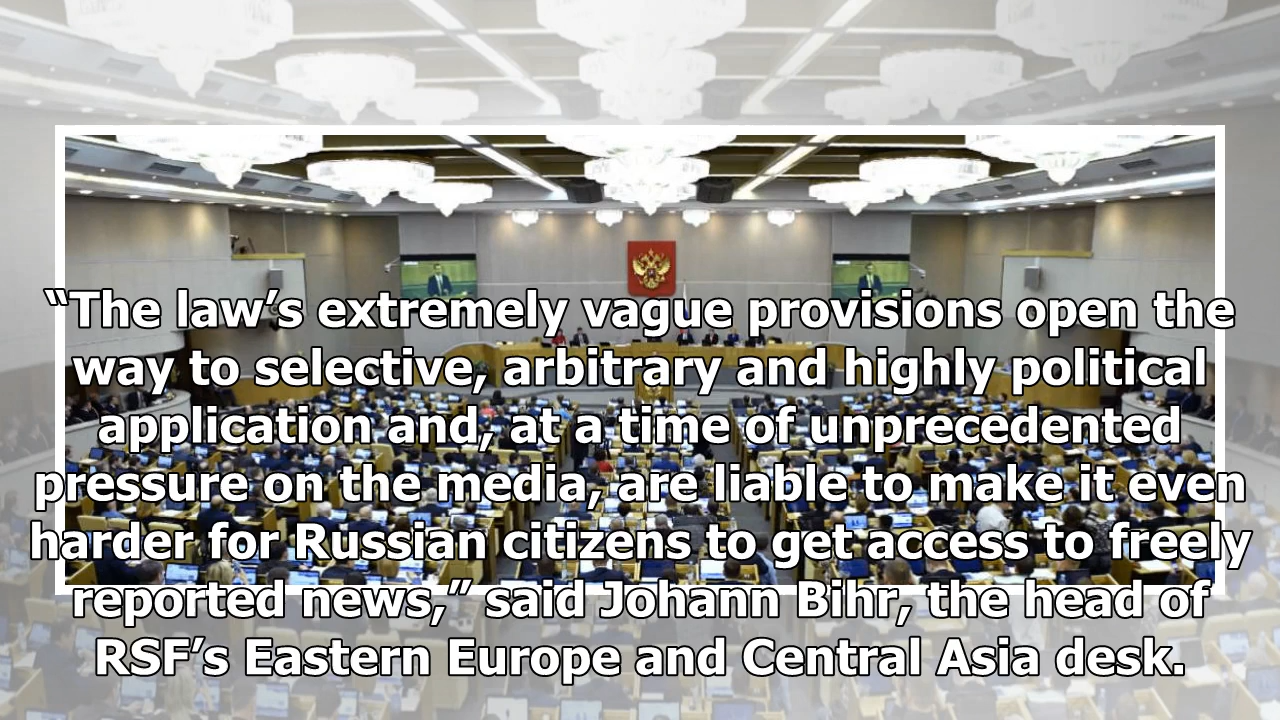 “The law’s extremely vague provisions open the
way to selective, arbitrary and highly political
application and, at a time of unprecedented
pressure on the media, are liable to make it even
harder for Russian citizens to get access to freely
reported news,” said Johann Bihr, the head of
RSF’s Eastern Europe and Central Asia desk.